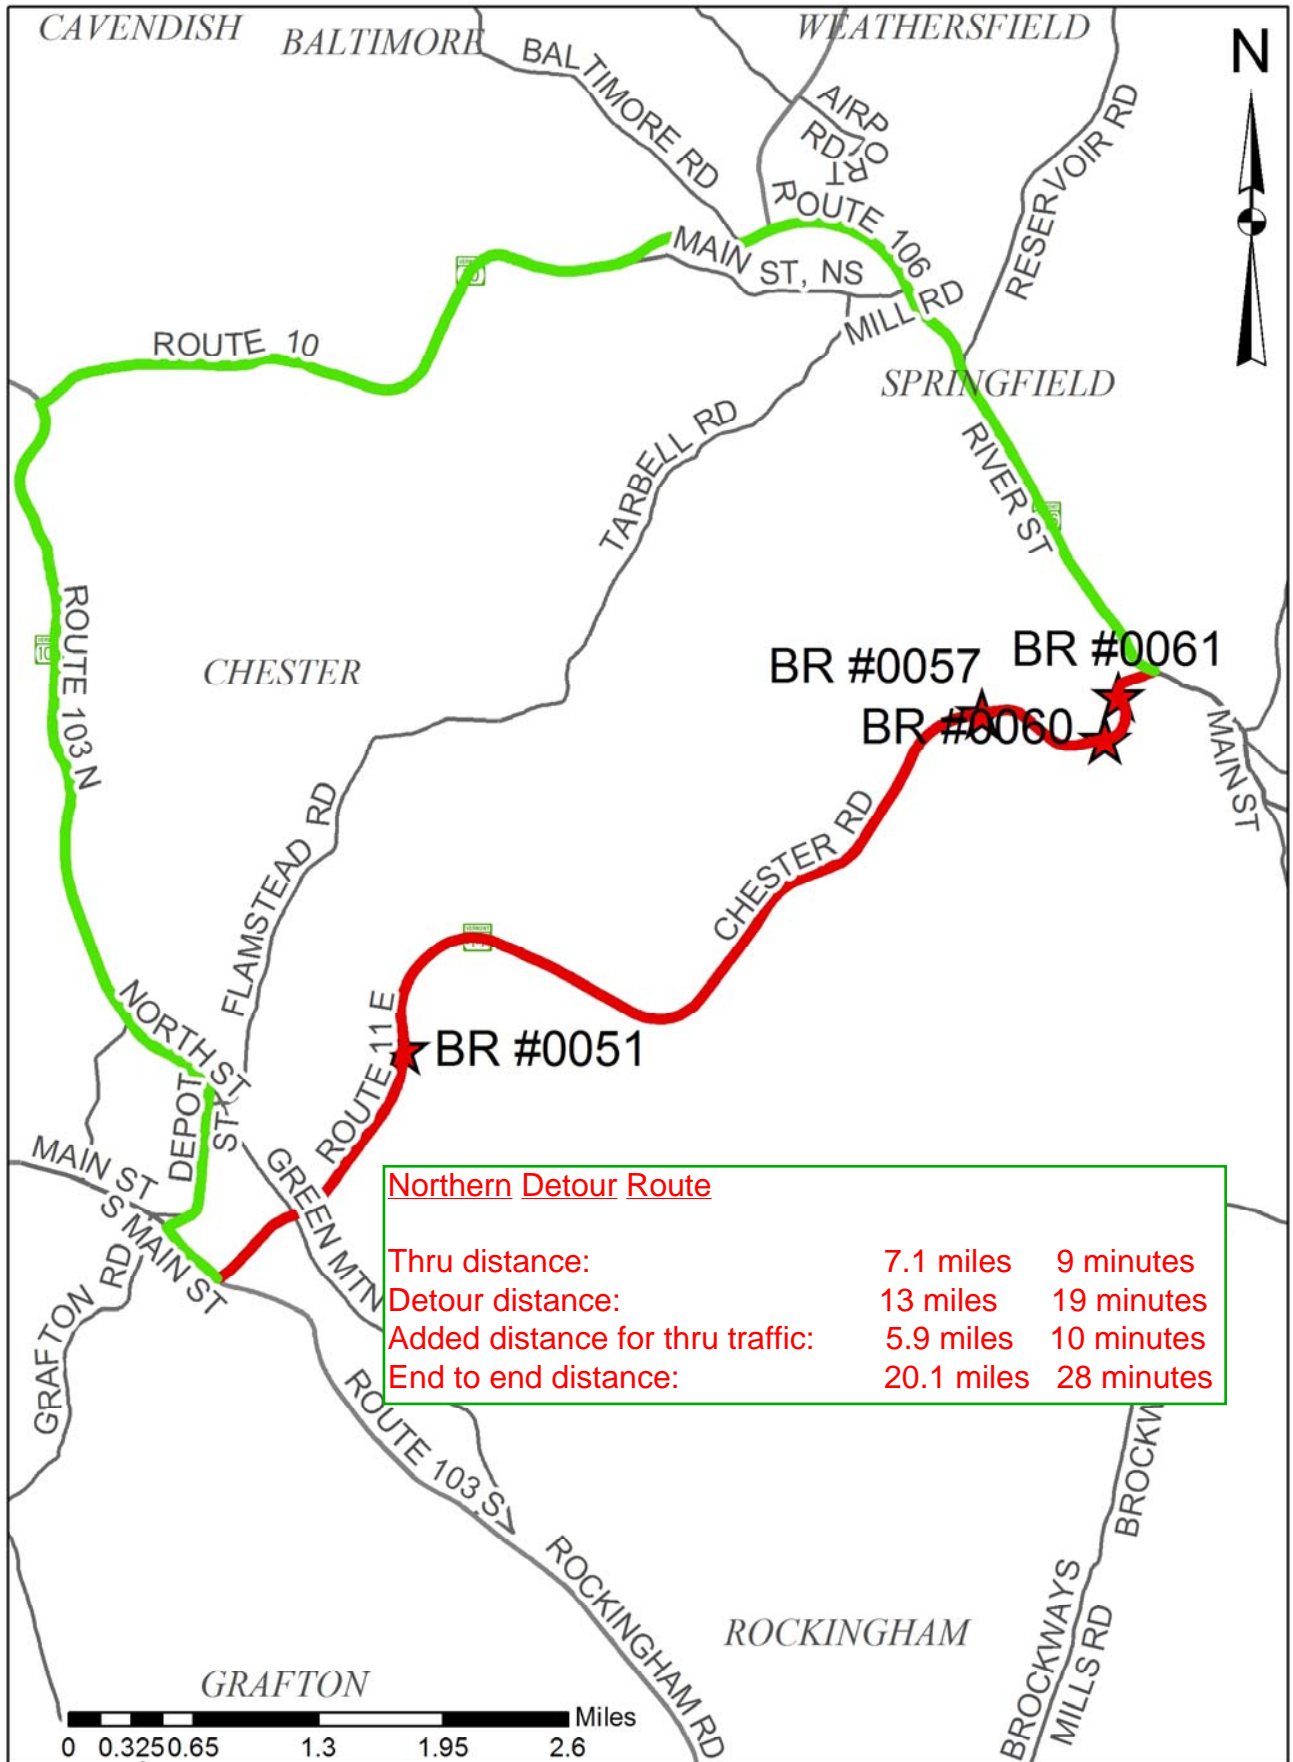 CAVENDISH
BALTIMORE
WEATHERSFIELD
N
BALTIMORE RD
AIRPORT
RD
RESERVOIR RD
ROUTE 106
MAIN ST, NS
MILL RD
ROUTE 10
SPRINGFIELD
RIVER ST
TARBELL RD
ROUTE 103 N
CHESTER
BR #0061
BR #0057
BR #0060
MAIN ST
FLAMSTEAD RD
CHESTER RD
VERMONT
NORTH ST
ROUTE 11 E
BR #0051
DEPOT
ST
MAIN ST
S MAIN ST
GREEN MTN
GRAFTON RD
Northern Detour Route
Thru distance: 7.1 miles 9 minutes
Detour distance: 13 miles 19 minutes
Added distance for thru traffic: 5.9 miles 10 minutes
End to end distance: 20.1 miles 28 minutes
ROUTE 103 S
ROCKINGHAM RD
BROCKWAYS
MILLS RD
ROCKINGHAM
GRAFTON
Miles
0 0.325 0.65 1.3 1.95 2.6